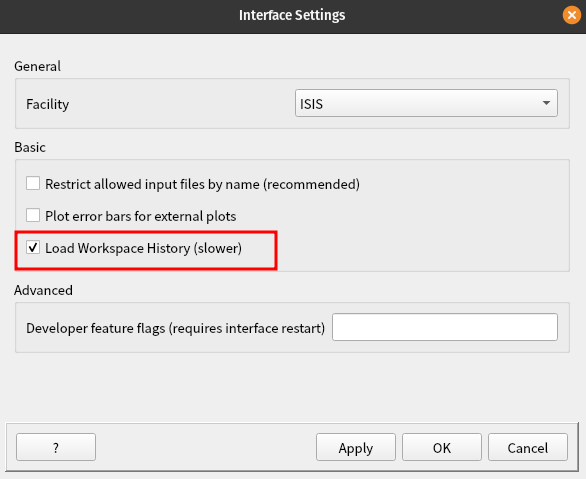 Interface Settings
General
Facility
ISIS
Basic
Restrict allowed input files by name (recommended)
Plot error bars for external plots
Load Workspace History (slower)
Advanced
Developer feature flags (requires interface restart)
?
Apply
OK
Cancel